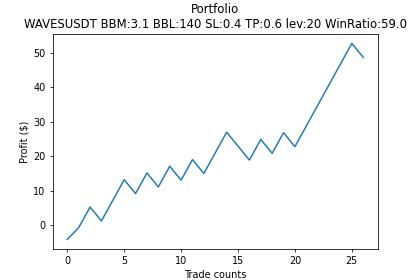 Portfolio
WAVESUSDT BBM:3.1 BBL:140 SL:0.4 TP:0.6 lev:20 WinRatio:59.0
Profit ($)
50
40
30
20
10
0
0 5 10 15 20 25
Trade counts